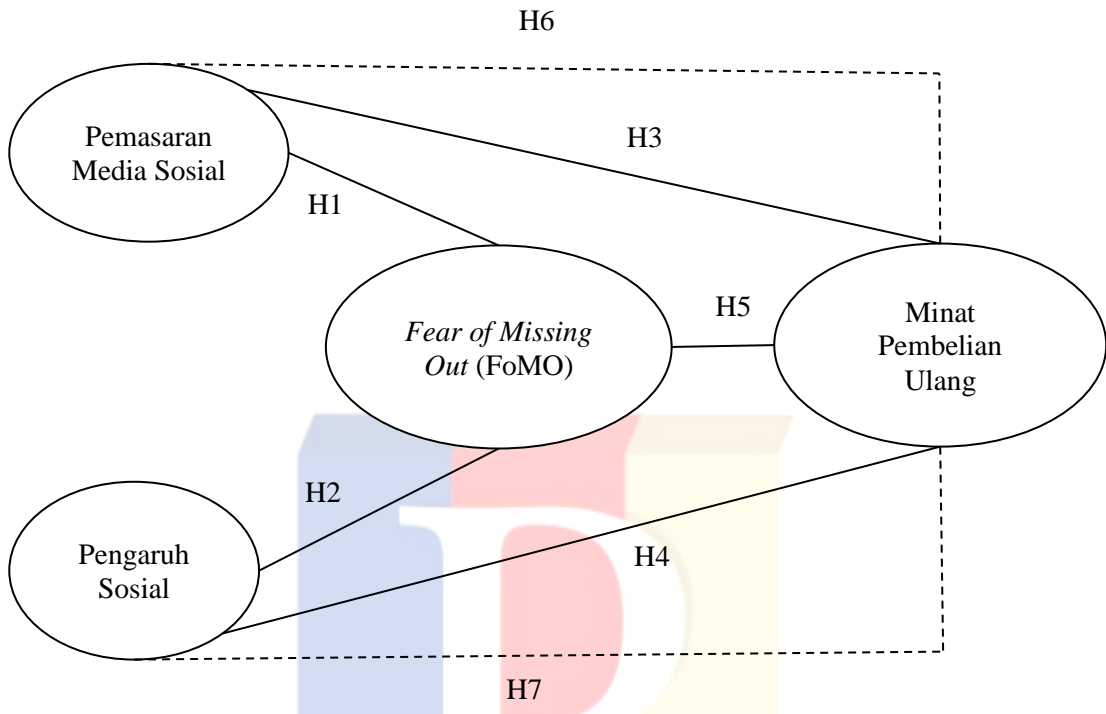 H6
Pemasaran
Media Sosial
H3
H1
Fear of Missing
Out (FoMO)
H5
Minat
Pembelian
Ulang
H2
Pengaruh
Sosial
H4
H7